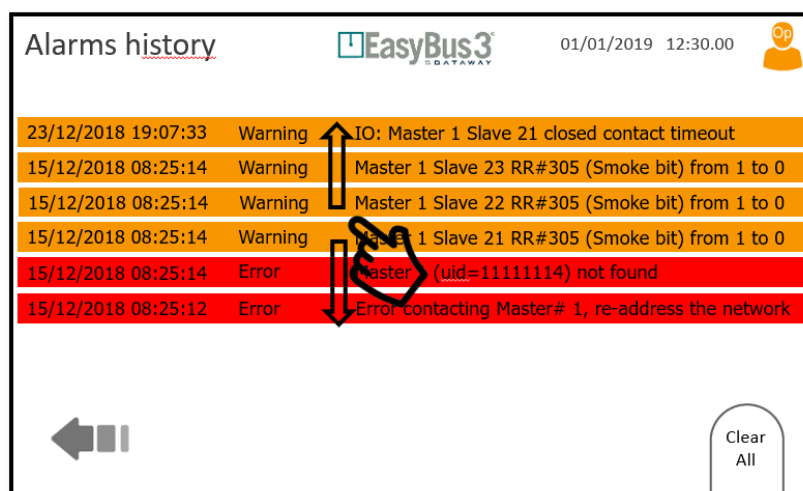 Alarms history
EasyBus3
DATAWAY
01/01/2019 12:30.00
Op
23/12/2018 19:07:33 Warning IO: Master 1 Slave 21 closed contact timeout
15/12/2018 08:25:14 Warning Master 1 Slave 23 RR#305 (Smoke bit) from 1 to 0
15/12/2018 08:25:14 Warning Master 1 Slave 22 RR#305 (Smoke bit) from 1 to 0
15/12/2018 08:25:14 Warning Master 1 Slave 21 RR#305 (Smoke bit) from 1 to 0
15/12/2018 08:25:14 Error Master (uid=11111114) not found
15/12/2018 08:25:12 Error Error contacting Master# 1, re-address the network
Clear
All